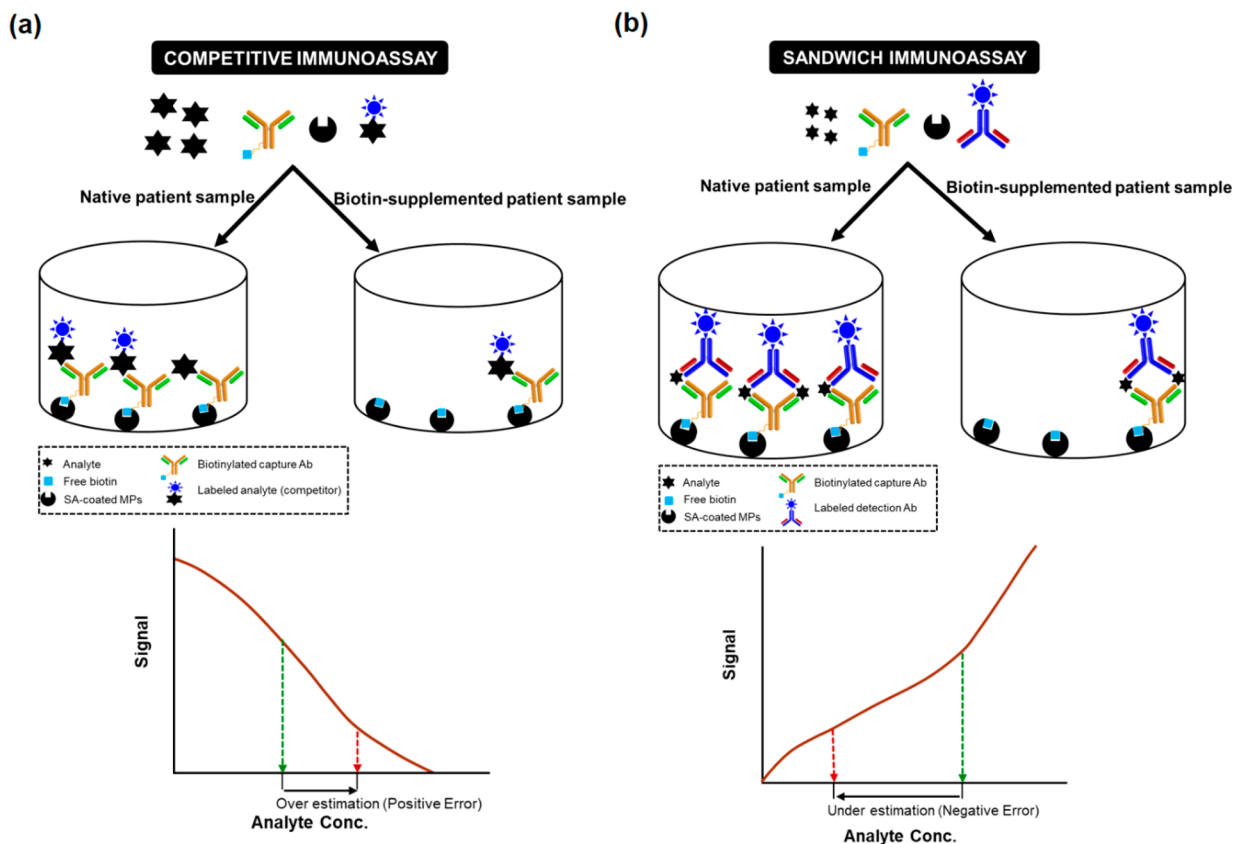 (a)
COMPETITIVE IMMUNOASSAY
Native patient sample
Biotin-supplemented patient sample
Analyte
Free biotin
SA-coated MPs
Biotinylated capture Ab
Labeled analyte (competitor)
Signal
Over estimation (Positive Error)
Analyte Conc.
(b)
SANDWICH IMMUNOASSAY
Native patient sample
Biotin-supplemented patient sample
Analyte
Free biotin
SA-coated MPs
Biotinylated capture Ab
Labeled detection Ab
Signal
Under estimation (Negative Error)
Analyte Conc.